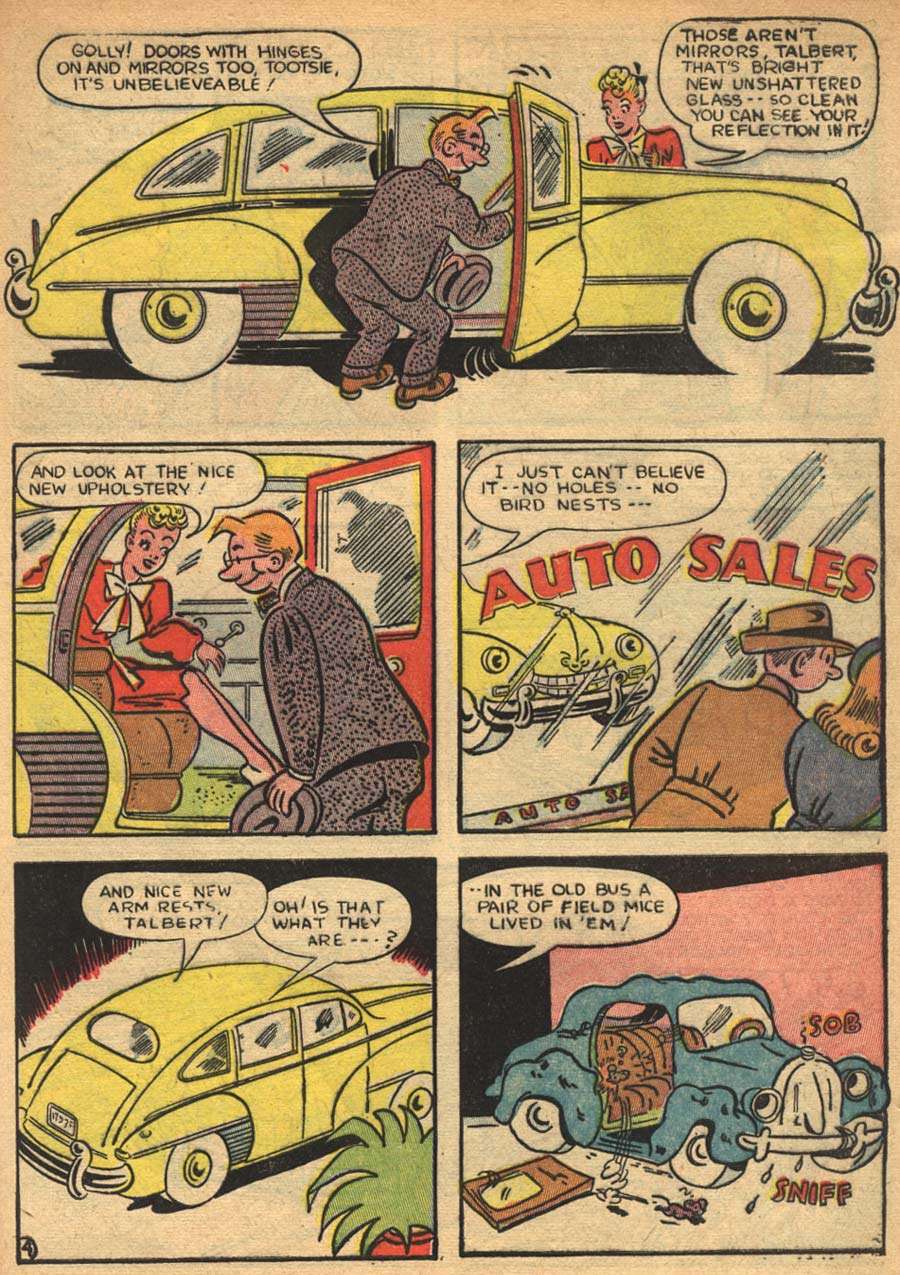 GOLLY! DOORS WITH HINGES
ON AND MIRRORS TOO, TOOTSIE,
IT'S UNBELIEVEABLE!
THOSE AREN'T
MIRRORS, TALBERT,
THAT'S BRIGHT
NEW UNSHATTERED
GLASS -- SO CLEAN
YOU CAN SEE YOUR
REFLECTION IN IT!
AND LOOK AT THE NICE
NEW UPHOLSTERY!
I JUST CAN'T BELIEVE
IT -- NO HOLES -- NO
BIRD NESTS ---
AUTO SALES
AUTO SA
AND NICE NEW
ARM RESTS,
TALBERT!
OH! IS THAT
WHAT THEY
ARE ---?
4
--IN THE OLD BUS A
PAIR OF FIELD MICE
LIVED IN 'EM!
SOB
SNIFF